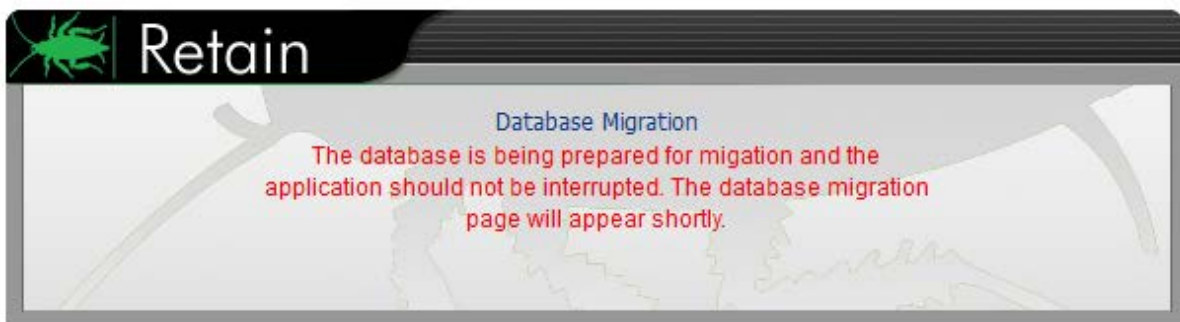 Retain
Database Migration
The database is being prepared for migation and the
application should not be interrupted. The database migration
page will appear shortly.